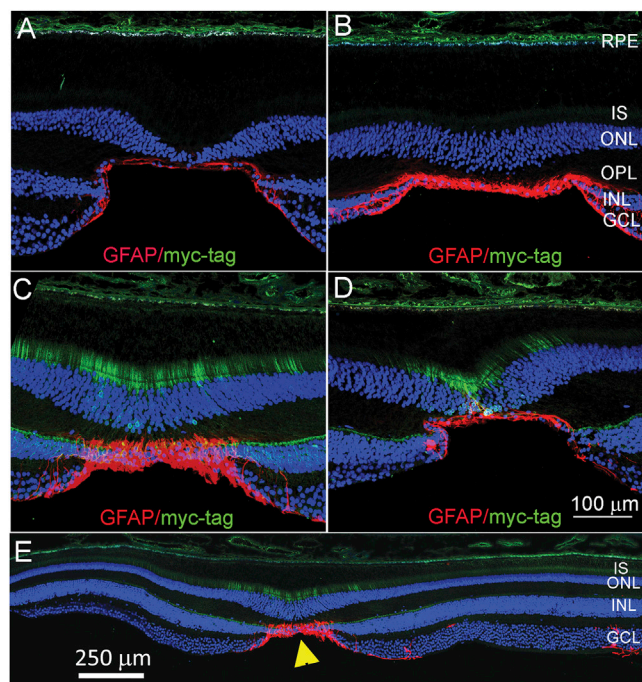 A
GFAP/myc-tag
B
RPE
IS
ONL
OPL
INL
GCL
GFAP/myc-tag
C
GFAP/myc-tag
D
100 µm
GFAP/myc-tag
E
IS
ONL
INL
GCL
250 µm